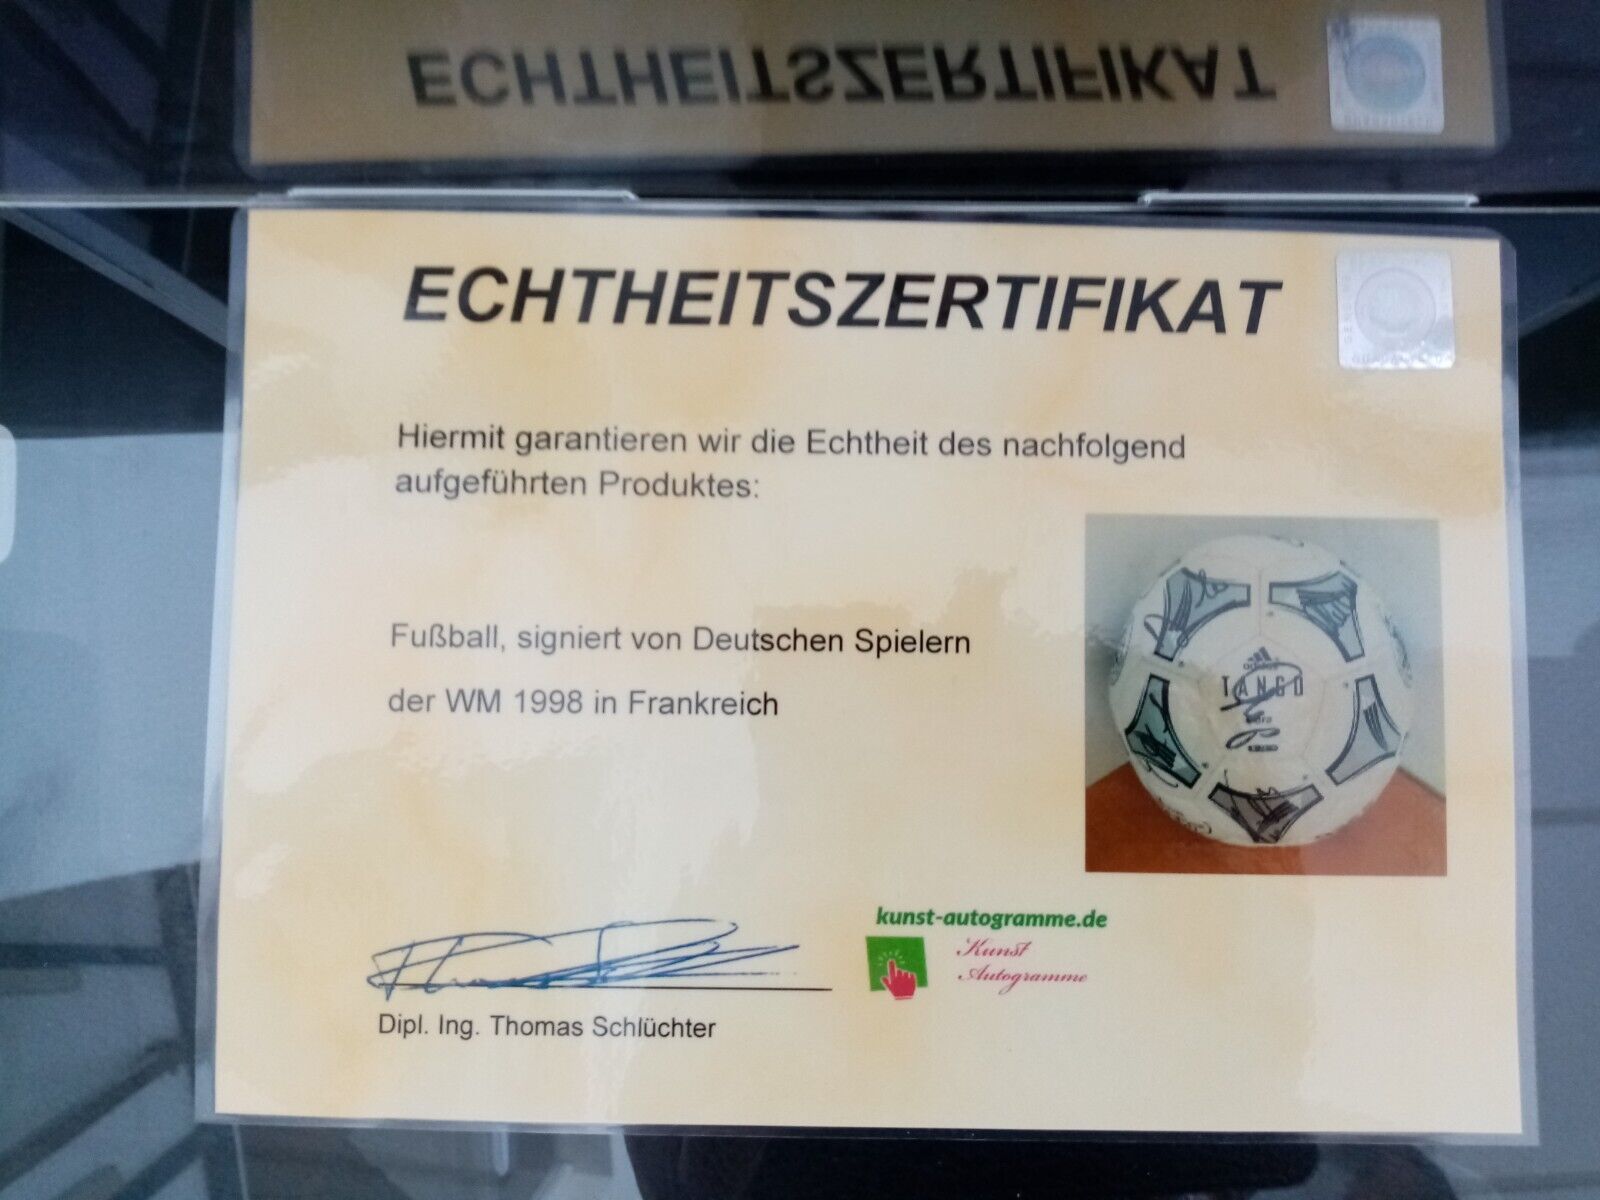 ECHTHEITSZERTIFIKAT
ECHTHEITSZERTIFIKAT
Hiermit garantieren wir die Echtheit des nachfolgend
aufgeführten Produktes:
Fußball, signiert von Deutschen Spielern
der WM 1998 in Frankreich
adidas
TANGO
kunst-autogramme.de
Kunst
Autogramme
Dipl. Ing. Thomas Schlüchter